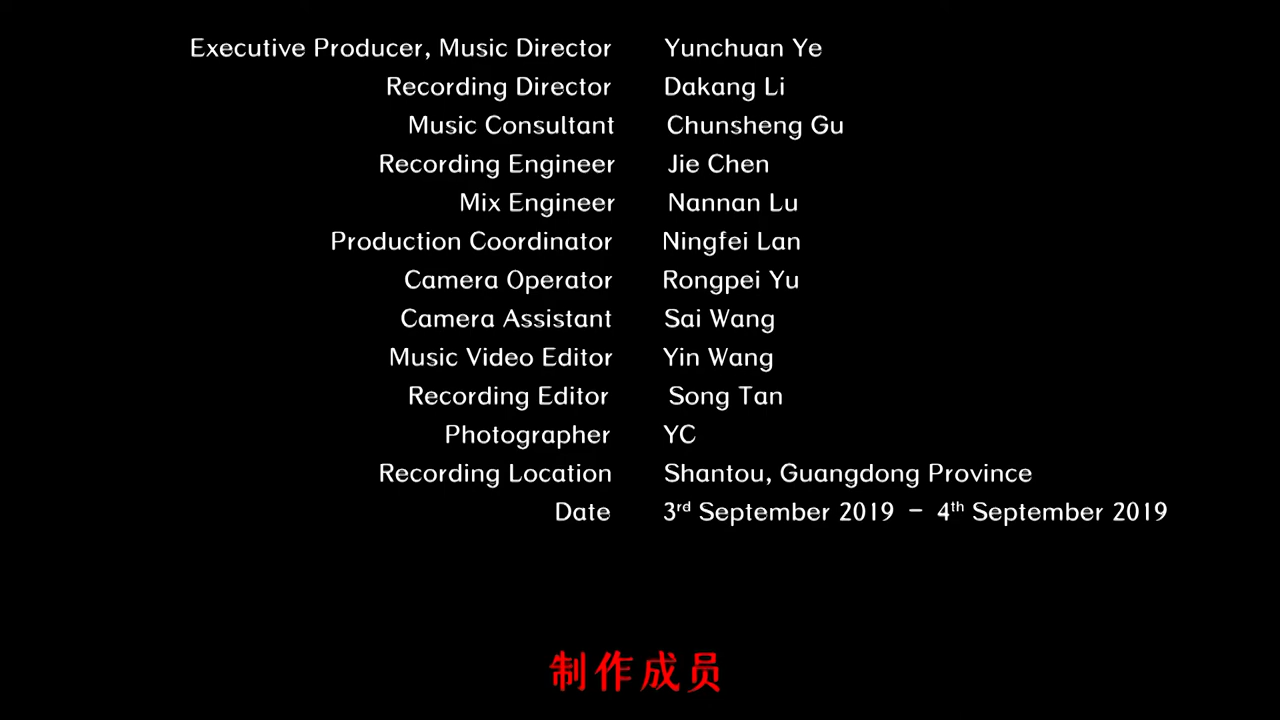 Executive Producer, Music Director Yunchuan Ye
Recording Director Dakang Li
Music Consultant Chunsheng Gu
Recording Engineer Jie Chen
Mix Engineer Nannan Lu
Production Coordinator Ningfei Lan
Camera Operator Rongpei Yu
Camera Assistant Sai Wang
Music Video Editor Yin Wang
Recording Editor Song Tan
Photographer YC
Recording Location Shantou, Guangdong Province
Date 3rd September 2019 – 4th September 2019
制作成员